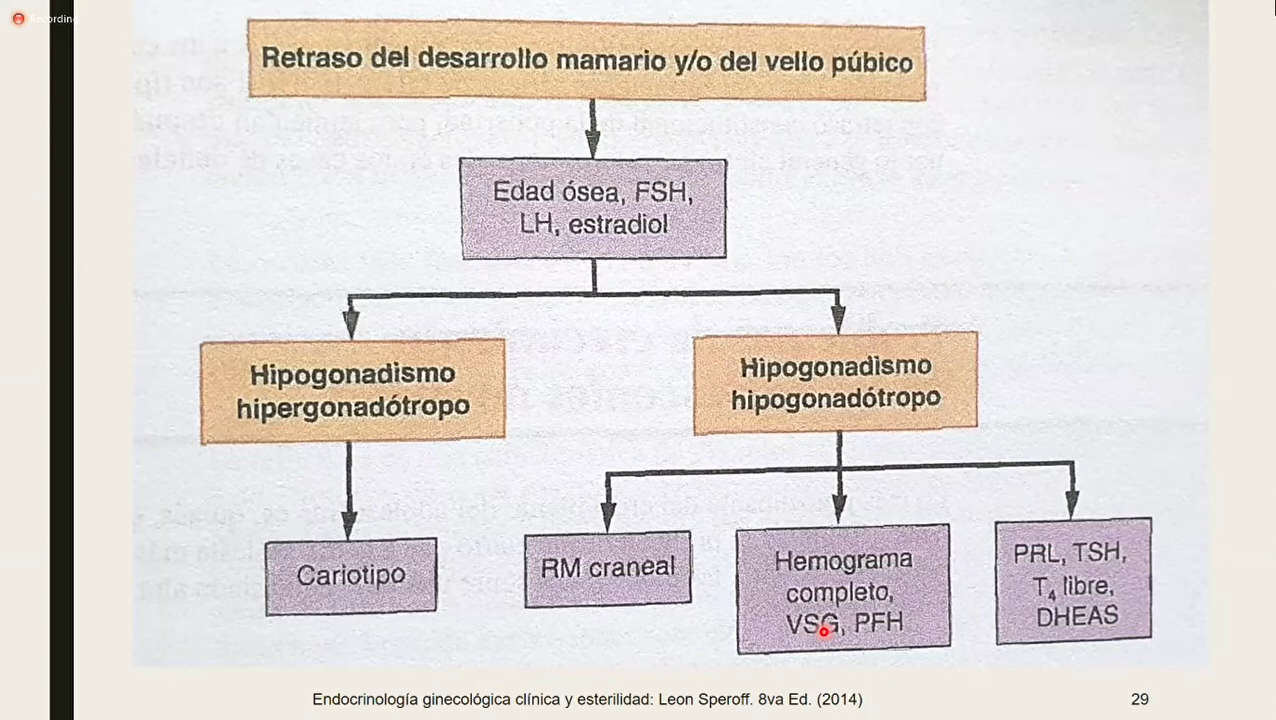 Recording
Retraso del desarrollo mamario y/o del vello púbico
Edad ósea, FSH,
LH, estradiol
Hipogonadismo
hipergonadótropo
Hipogonadismo
hipogonadótropo
Cariotipo
RM craneal
Hemograma
completo,
VSG, PFH
PRL, TSH,
T₄ libre,
DHEAS
Endocrinología ginecológica clínica y esterilidad: Leon Speroff. 8va Ed. (2014)
29